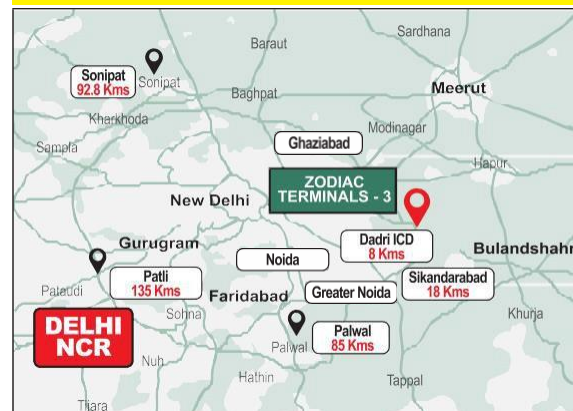 Sardhana
Baraut
Sonipat
92.8 Kms
Sonipat
Meerut
Baghpat
Kharkhoda
Modinagar
Sampla
Ghaziabad
Hapur
ZODIAC
TERMINALS - 3
New Delhi
Gurugram
Dadri ICD
8 Kms
Bulandshahr
Noida
Patli
135 Kms
Pataudi
Sikandarabad
18 Kms
Faridabad
Greater Noida
Sohna
Khurja
DELHI
NCR
Palwal
85 Kms
Palwal
Nuh
Hathin
Tappal
Tijara